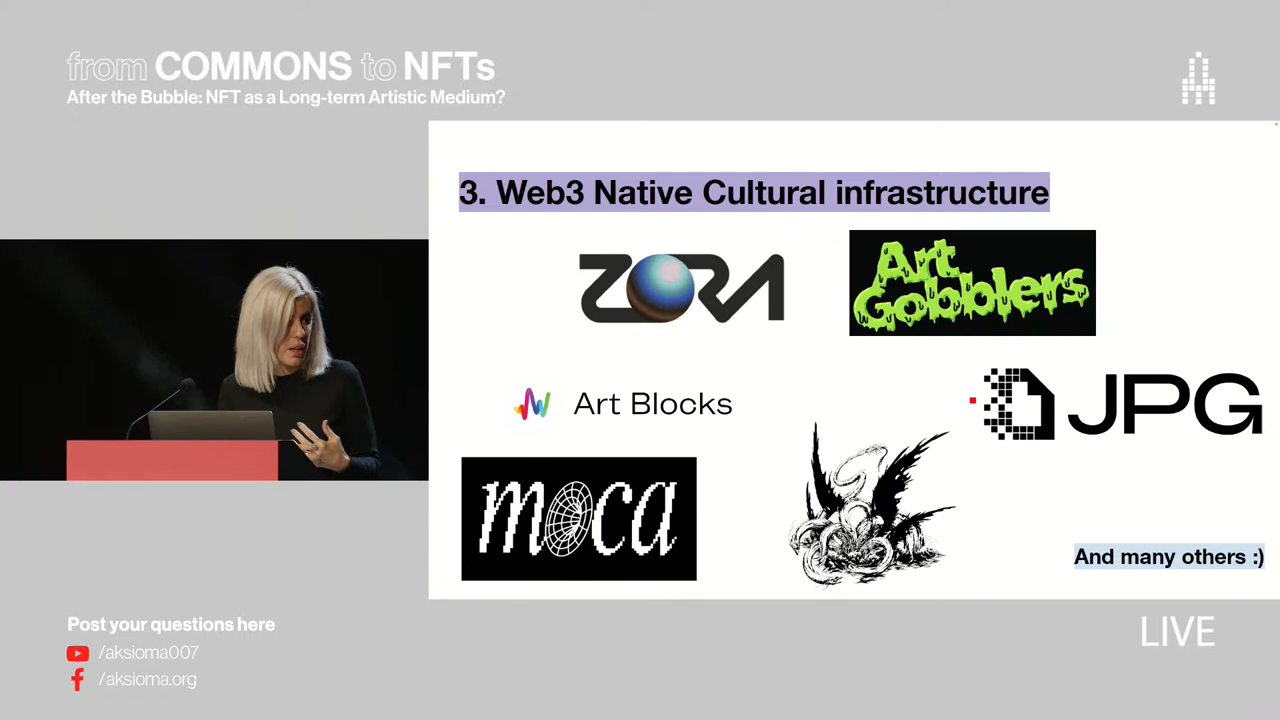 from COMMONS to NFTs
After the Bubble: NFT as a Long-term Artistic Medium?
3. Web3 Native Cultural infrastructure
ZORA
Art
Gobblers
Art Blocks
JPG
moca
And many others :)
Post your questions here
/aksioma007
/aksioma.org
LIVE